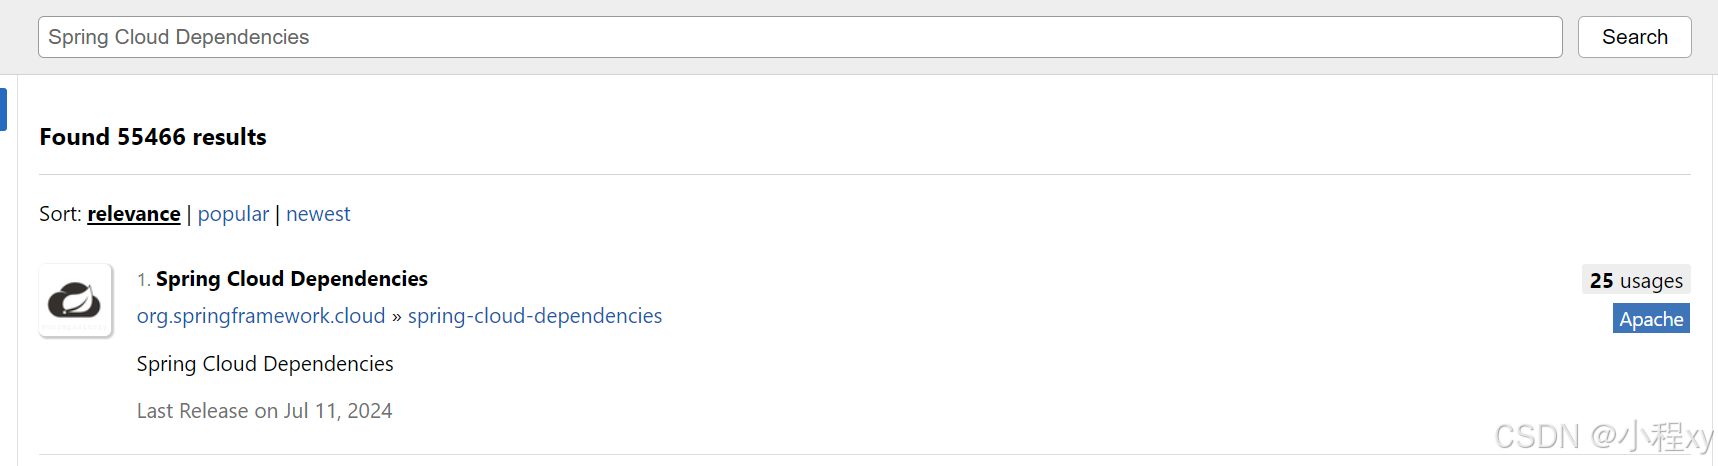 Spring Cloud Dependencies
Search
Found 55466 results
Sort: relevance | popular | newest
1. Spring Cloud Dependencies
25 usages
org.springframework.cloud » spring-cloud-dependencies
Apache
Spring Cloud Dependencies
Last Release on Jul 11, 2024
CSDN @小程xy